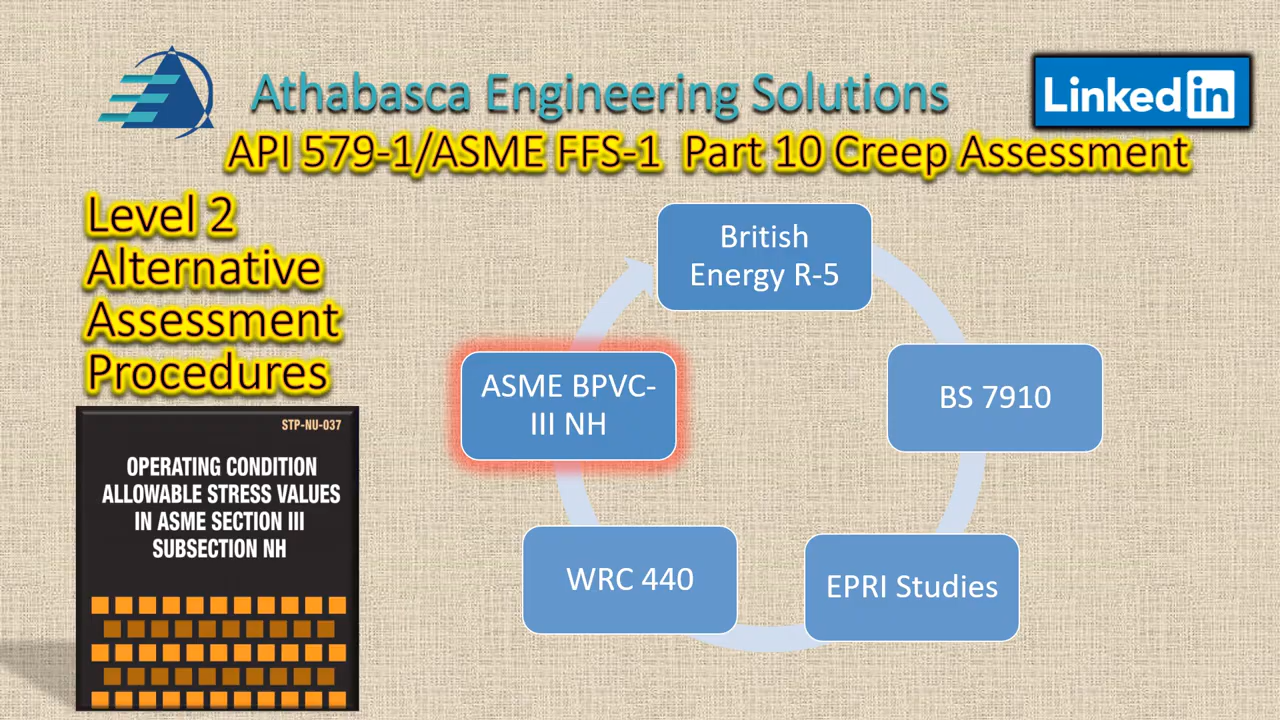 Athabasca Engineering Solutions
LinkedIn
API 579-1/ASME FFS-1 Part 10 Creep Assessment
Level 2
Alternative
Assessment
Procedures
British
Energy R-5
BS 7910
EPRI Studies
WRC 440
ASME BPVC-
III NH
STP-NU-037
OPERATING CONDITION
ALLOWABLE STRESS VALUES
IN ASME SECTION III
SUBSECTION NH